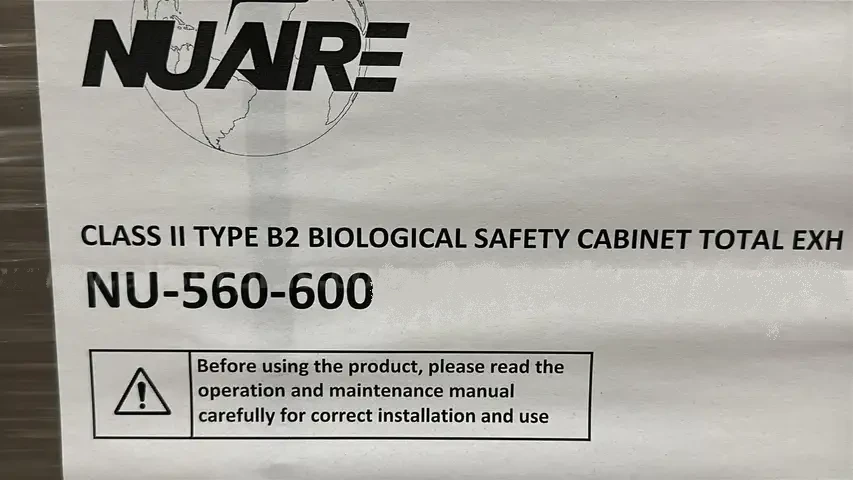 NUAIRE
CLASS II TYPE B2 BIOLOGICAL SAFETY CABINET TOTAL EXH
NU-560-600
Before using the product, please read the
operation and maintenance manual
carefully for correct installation and use